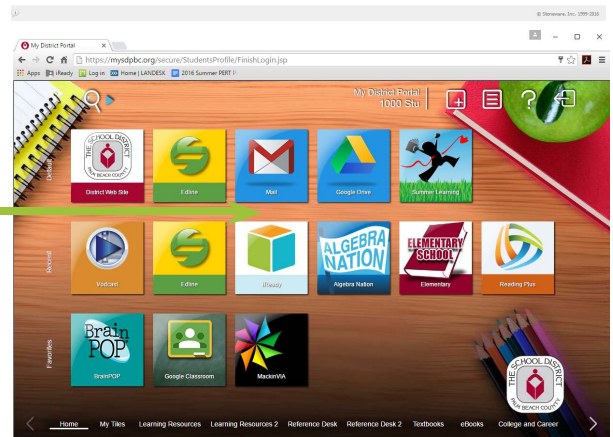 © Stoneware, Inc. 1999-2016
My District Portal
https://mysdpbc.org/secure/StudentsProfile/FinishLogin.jsp
Apps iReady Log in Home | LANDESK 2016 Summer PERT
My District Portal
1000 Stu
Default
THE SCHOOL DISTRICT
PALM BEACH COUNTY
District Web Site
Edline
Mail
Google Drive
Summer Learning
Recent
Vodcast
Edline
iReady
ALGEBRA
NATION
Algebra Nation
ELEMENTARY
SCHOOL
Elementary
Reading Plus
Favorites
Brain
POP
BrainPOP
Google Classroom
MackinVIA
THE SCHOOL DISTRICT
PALM BEACH COUNTY
Home My Tiles Learning Resources Learning Resources 2 Reference Desk Reference Desk 2 Textbooks eBooks College and Career